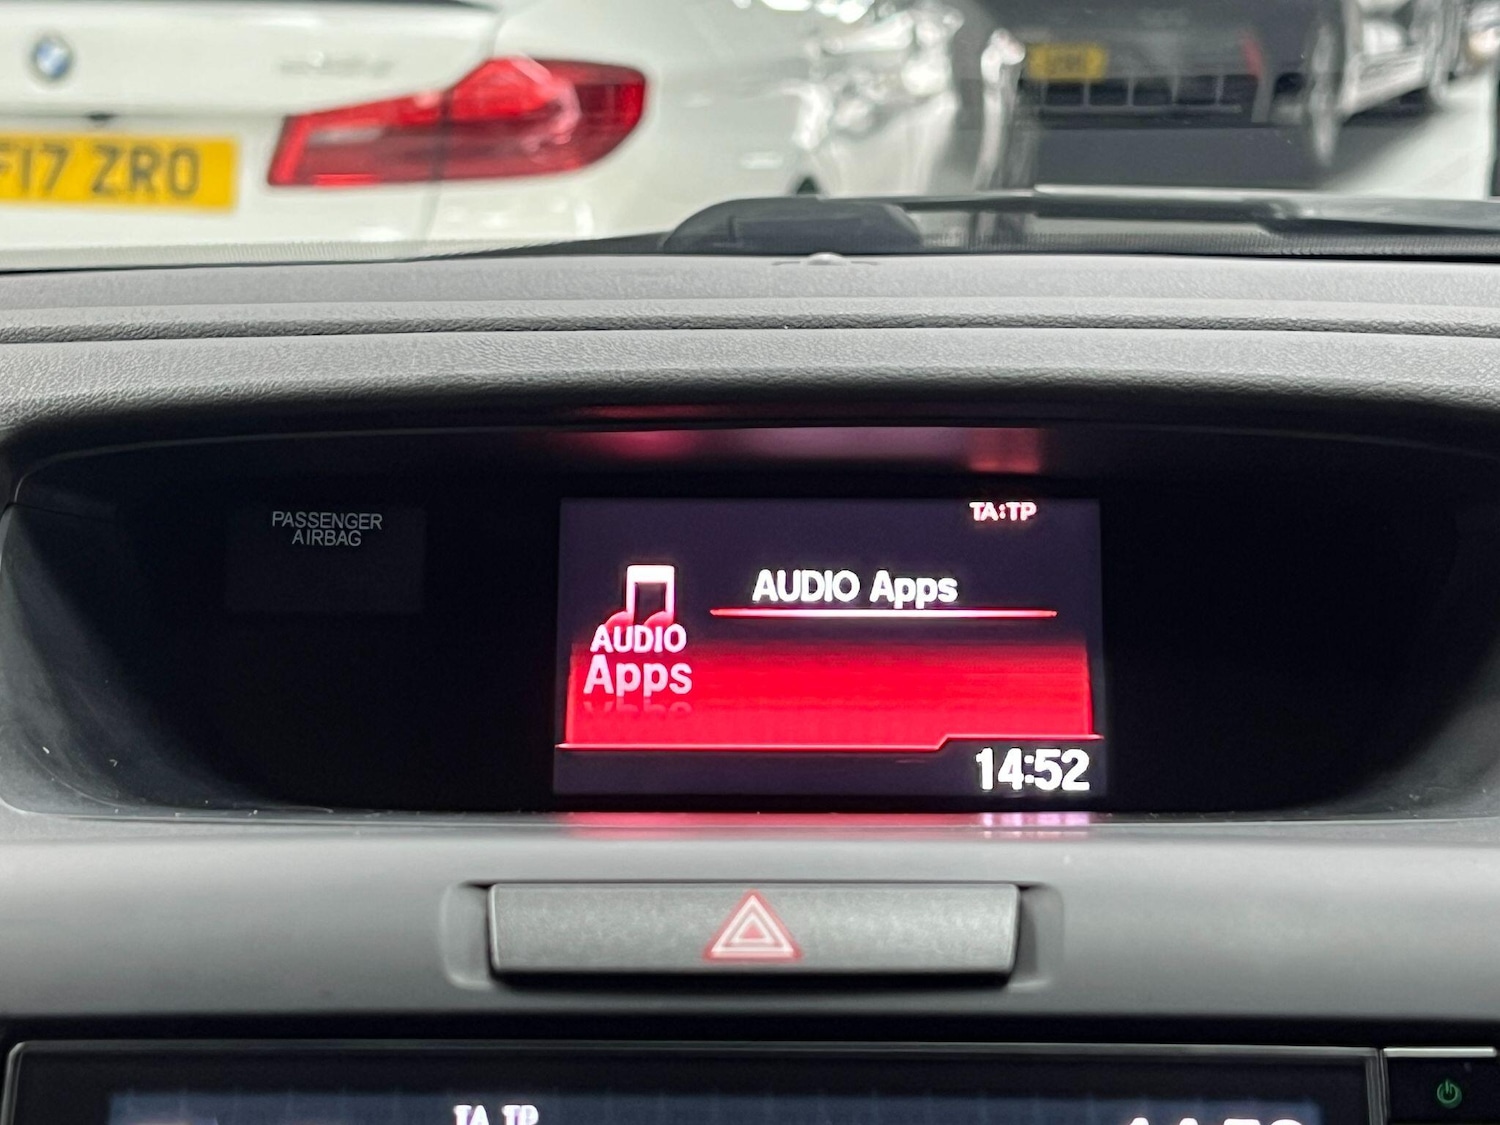 F17 ZRO
PASSENGER
AIRBAG
TA:TP
AUDIO Apps
AUDIO
Apps
14:52
TA TP